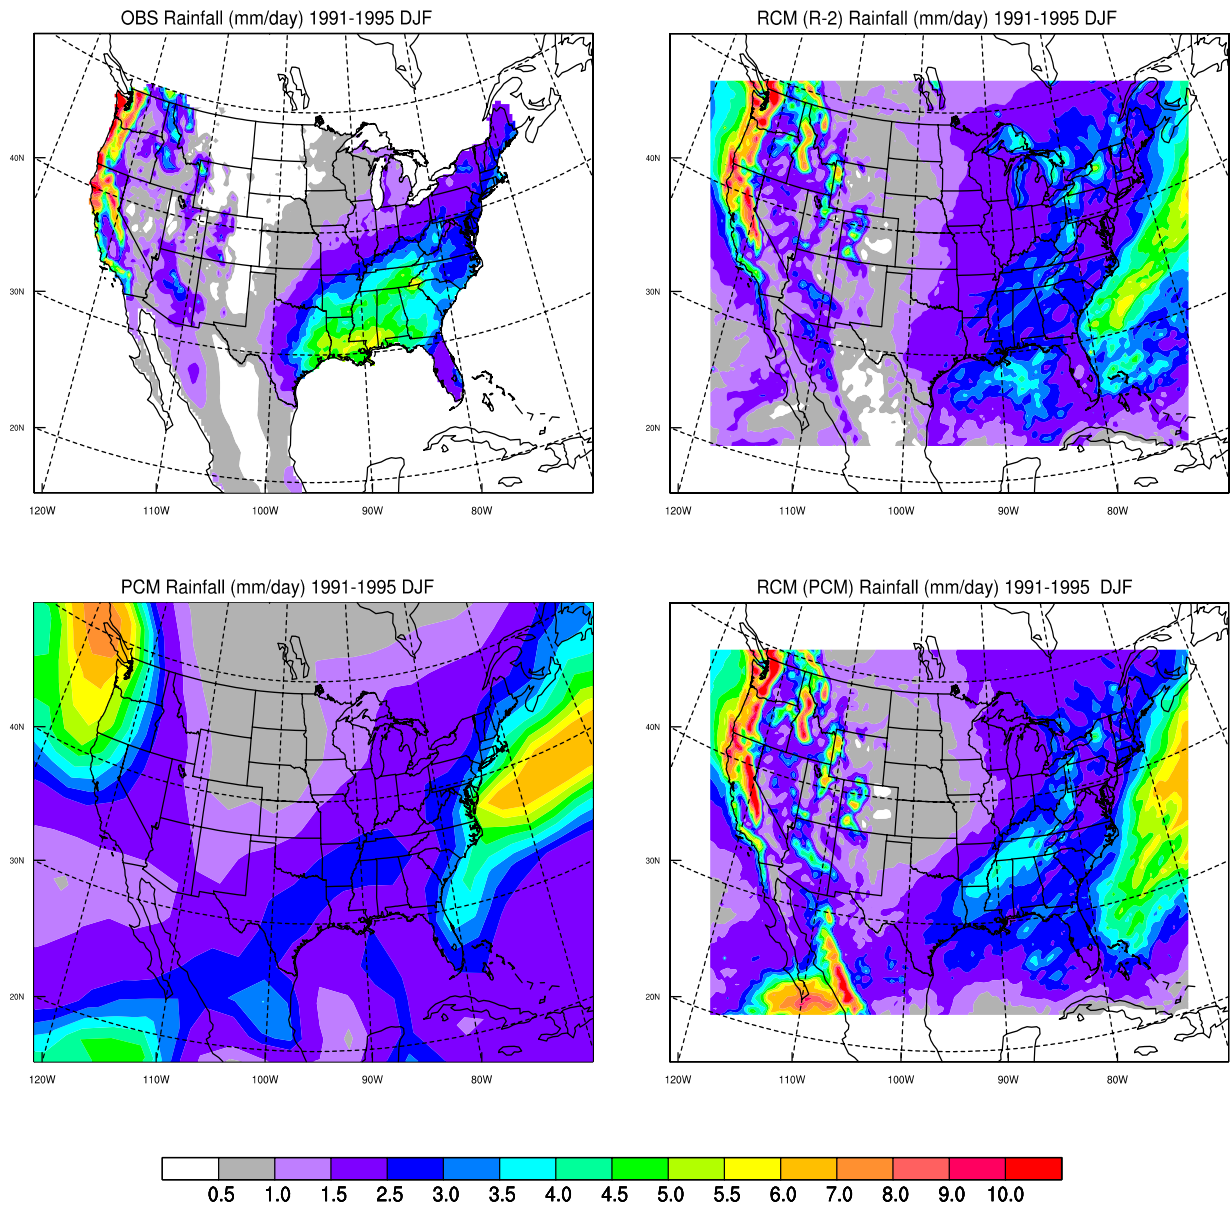 OBS Rainfall (mm/day) 1991-1995 DJF
RCM (R-2) Rainfall (mm/day) 1991-1995 DJF
40N
30N
20N
120W 110W 100W 90W 80W
40N
30N
20N
120W 110W 100W 90W 80W
PCM Rainfall (mm/day) 1991-1995 DJF
RCM (PCM) Rainfall (mm/day) 1991-1995 DJF
40N
30N
20N
120W 110W 100W 90W 80W
40N
30N
20N
120W 110W 100W 90W 80W
0.5 1.0 1.5 2.5 3.0 3.5 4.0 4.5 5.0 5.5 6.0 7.0 8.0 9.0 10.0